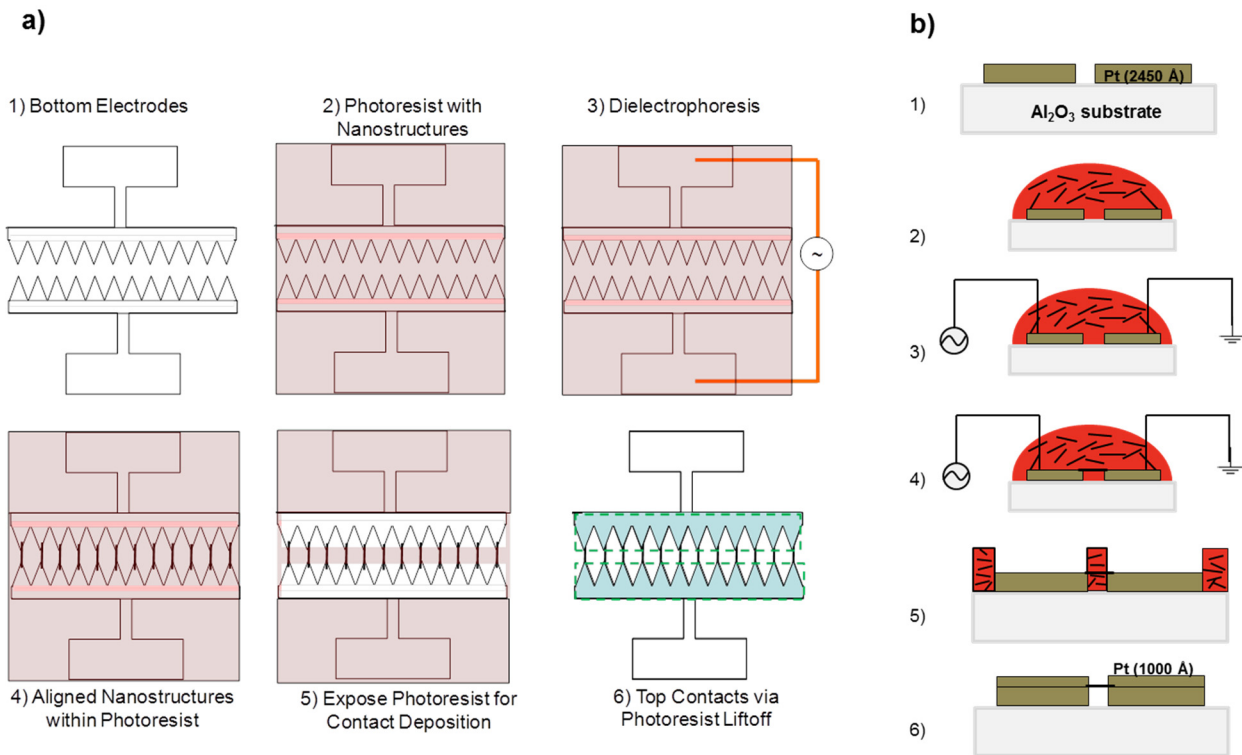 a)
1) Bottom Electrodes
2) Photoresist with
Nanostructures
3) Dielectrophoresis
~
4) Aligned Nanostructures
within Photoresist
5) Expose Photoresist for
Contact Deposition
6) Top Contacts via
Photoresist Liftoff
b)
1)
Pt (2450 Å)
Al₂O₃ substrate
2)
3)
4)
5)
Pt (1000 Å)
6)